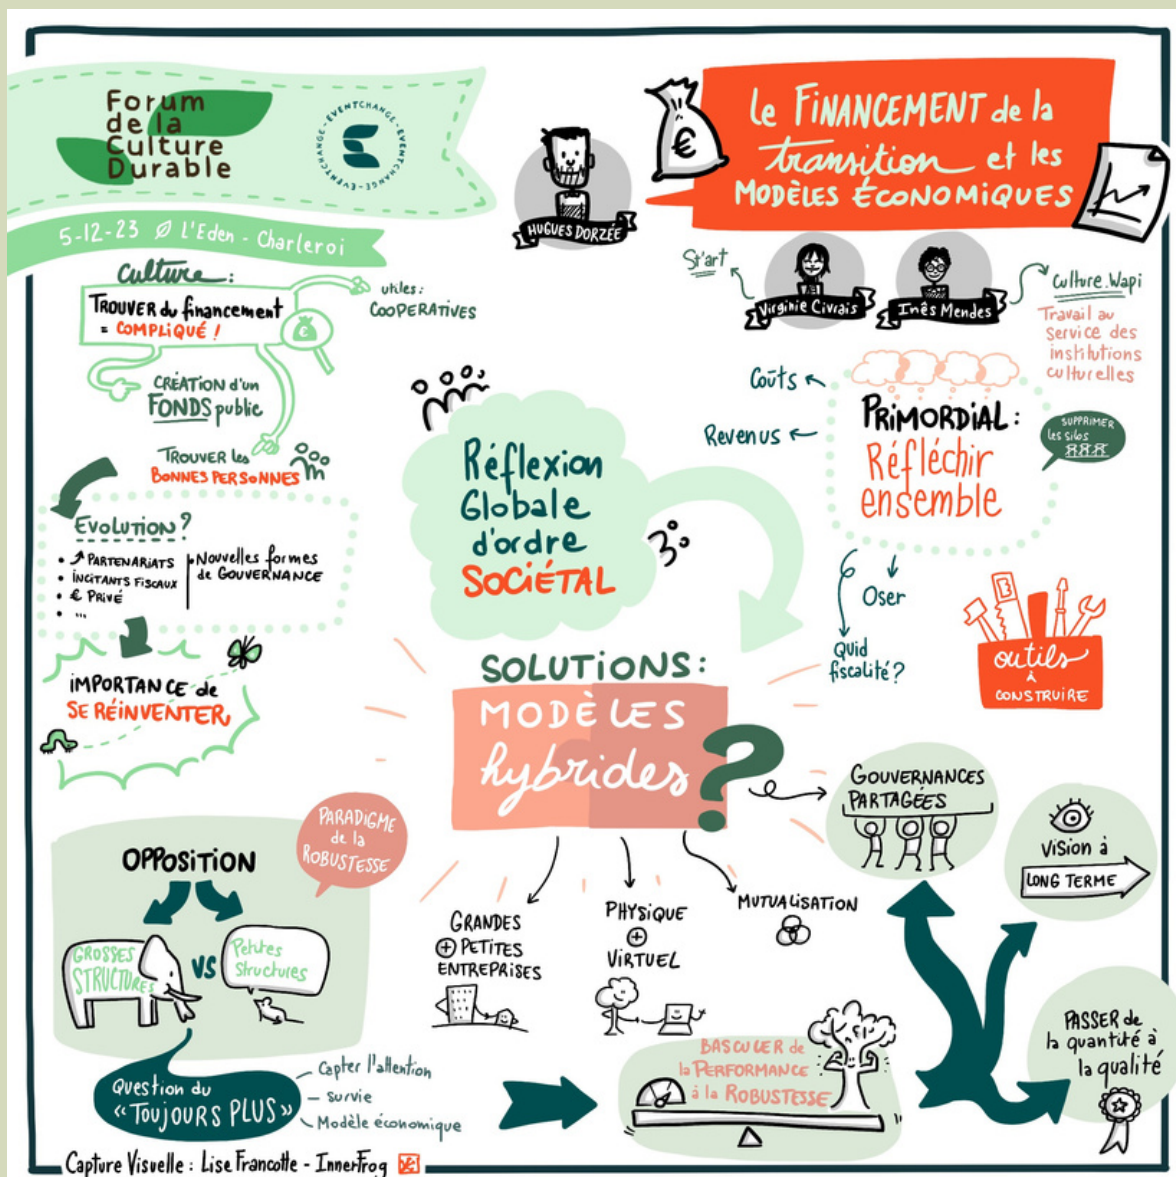 Forum
de la
Culture
Durable
EVENTCHANGE - EVENTCHANGE - EVENTCHANGE -
5-12-23 L'Eden - Charleroi
HUGUES DORZÉE
€
Le FINANCEMENT de la
transition et les
MODÈLES ÉCONOMIQUES
St'art
Virginie Civrais
Inês Mendes
Culture.Wapi
Travail au
service des
institutions
culturelles
Culture :
TROUVER du financement
= COMPLIQUÉ !
€
utiles :
COOPERATIVES
CRÉATION d'un
FONDS public
TROUVER les
BONNES PERSONNES
EVOLUTION ?
• PARTENARIATS
• INCITANTS FISCAUX
• € PRIVÉ
• ...
• Nouvelles formes
de GOUVERNANCE
IMPORTANCE de
SE RÉINVENTER
Réflexion
Globale
d'ordre
SOCIÉTAL
Coûts
Revenus
PRIMORDIAL :
Réfléchir
ensemble
SUPPRIMER
les silos
Oser
Quid
fiscalité ?
outils
à
CONSTRUIRE
SOLUTIONS :
MODÈLES
hybrides ?
GOUVERNANCES
PARTAGÉES
VISION à
LONG TERME
PARADIGME
de la
ROBUSTESSE
OPPOSITION
GROSSES
STRUCTURES
VS
Petites
Structures
GRANDES
+ PETITES
ENTREPRISES
PHYSIQUE
+
VIRTUEL
MUTUALISATION
Question du
« TOUJOURS PLUS »
- Capter l'attention
- survie
- Modèle économique
BASCULER de
la PERFORMANCE
à la ROBUSTESSE
PASSER de
la quantité à
la qualité
Capture Visuelle : Lise Francotte - InnerFrog